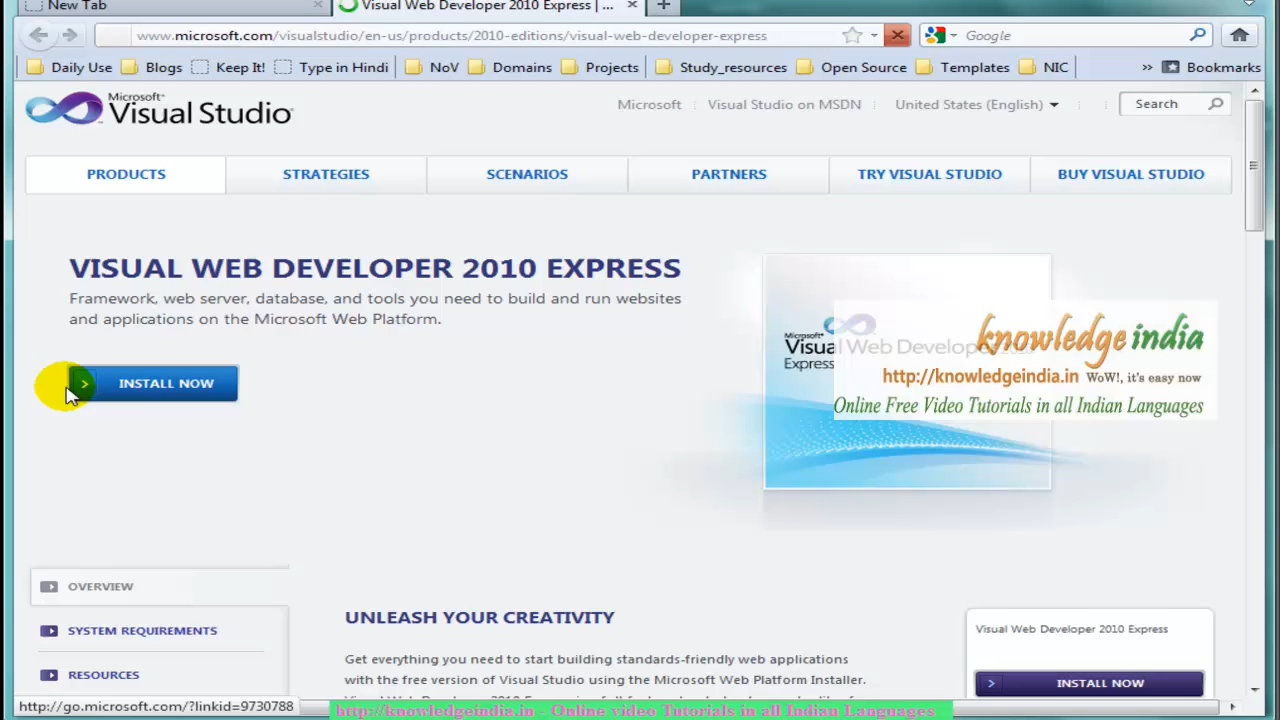 New Tab
Visual Web Developer 2010 Express | ...
www.microsoft.com/visualstudio/en-us/products/2010-editions/visual-web-developer-express
Google
Daily Use Blogs Keep It! Type in Hindi NoV Domains Projects Study_resources Open Source Templates NIC » Bookmarks
Microsoft®
Visual Studio®
Microsoft Visual Studio on MSDN United States (English) Search
PRODUCTS STRATEGIES SCENARIOS PARTNERS TRY VISUAL STUDIO BUY VISUAL STUDIO
VISUAL WEB DEVELOPER 2010 EXPRESS
Framework, web server, database, and tools you need to build and run websites
and applications on the Microsoft Web Platform.
INSTALL NOW
Microsoft®
Visual Web Developer
Express
knowledge india
http://knowledgeindia.in WoW!, it's easy now
Online Free Video Tutorials in all Indian Languages
OVERVIEW
SYSTEM REQUIREMENTS
RESOURCES
UNLEASH YOUR CREATIVITY
Get everything you need to start building standards-friendly web applications
with the free version of Visual Studio using the Microsoft Web Platform Installer.
Visual Web Developer 2010 Express
INSTALL NOW
http://go.microsoft.com/?linkid=9730788
http://knowledgeindia.in - Online video Tutorials in all Indian Languages